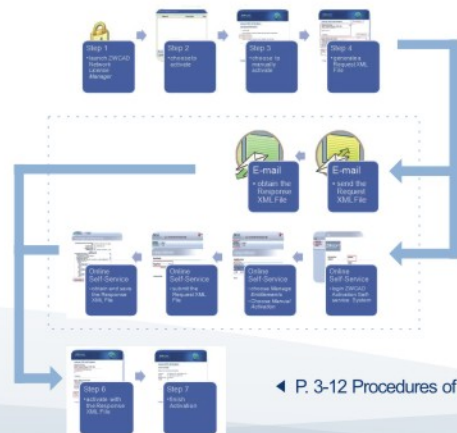 Step 1
• launch ZWCAD
Network
License
Manager
Step 2
• choose to
activate
Step 3
• choose to
manually
activate
Step 4
• generate a
Request XML
File
E-mail
• obtain the
Response
XML File
E-mail
• send the
Request
XML File
Online
Self-Service
• obtain and save
the Response
XML File
Online
Self-Service
• submit the
Request XML
File
Online
Self-Service
• choose Manage
Entitlements
• Choose Manual
Activation
Online
Self-Service
• login ZWCAD
Activation Self-
service System
Step 6
• activate with
the Response
XML File
Step 7
• finish
Activation
◀ P. 3-12 Procedures of